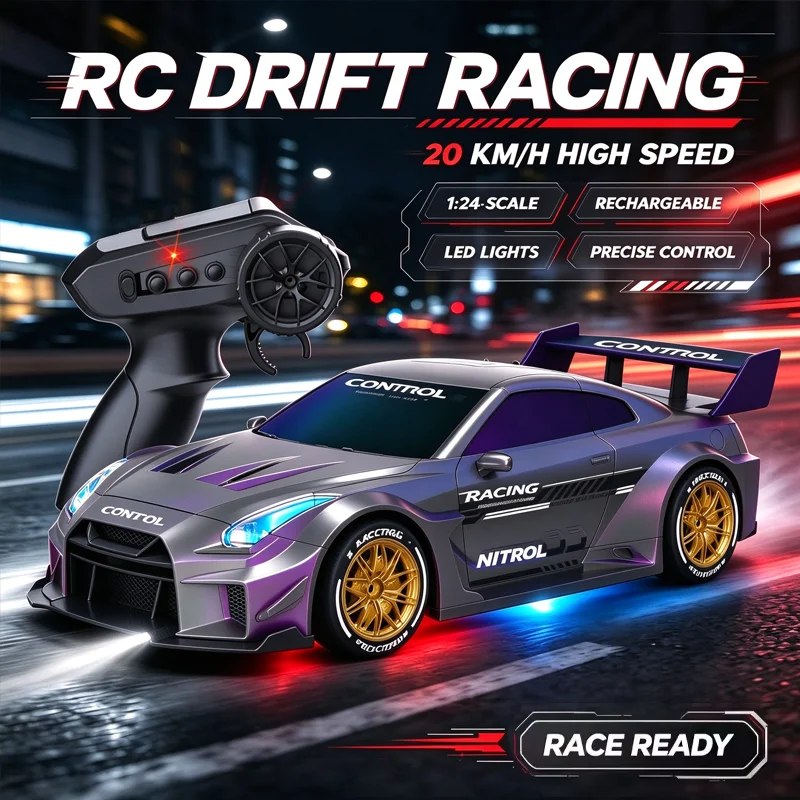 RC DRIFT RACING
20 KM/H HIGH SPEED
1:24-SCALE
RECHARGEABLE
LED LIGHTS
PRECISE CONTROL
CONTROL
CONTROL
CONTOL
RACING
NITROL
RACE READY